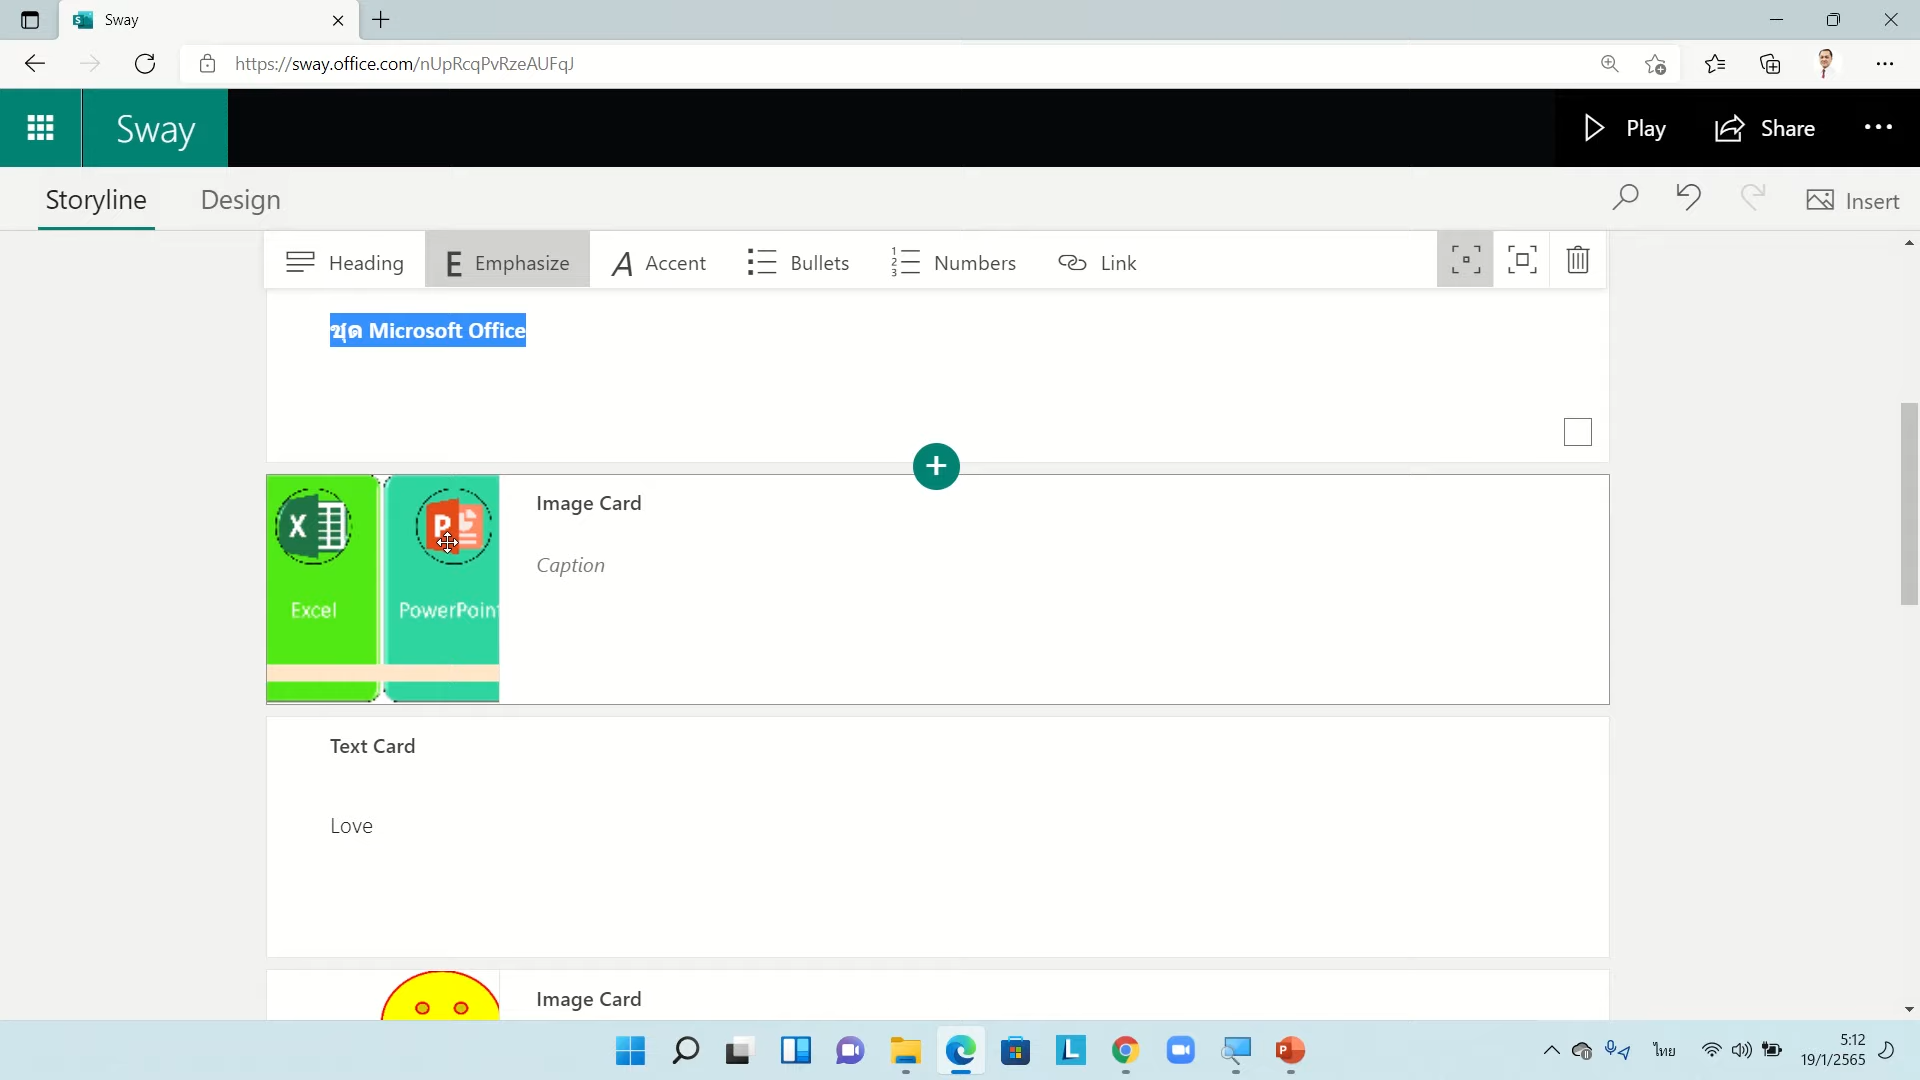 Sway
https://sway.office.com/nUpRcqPvRzeAUFqJ
Sway
Play
Share
Storyline
Design
Insert
Heading
E Emphasize
A Accent
Bullets
Numbers
Link
ชุด Microsoft Office
Image Card
Caption
Excel
PowerPoint
Text Card
Love
Image Card
ไทย
5:12
19/1/2565